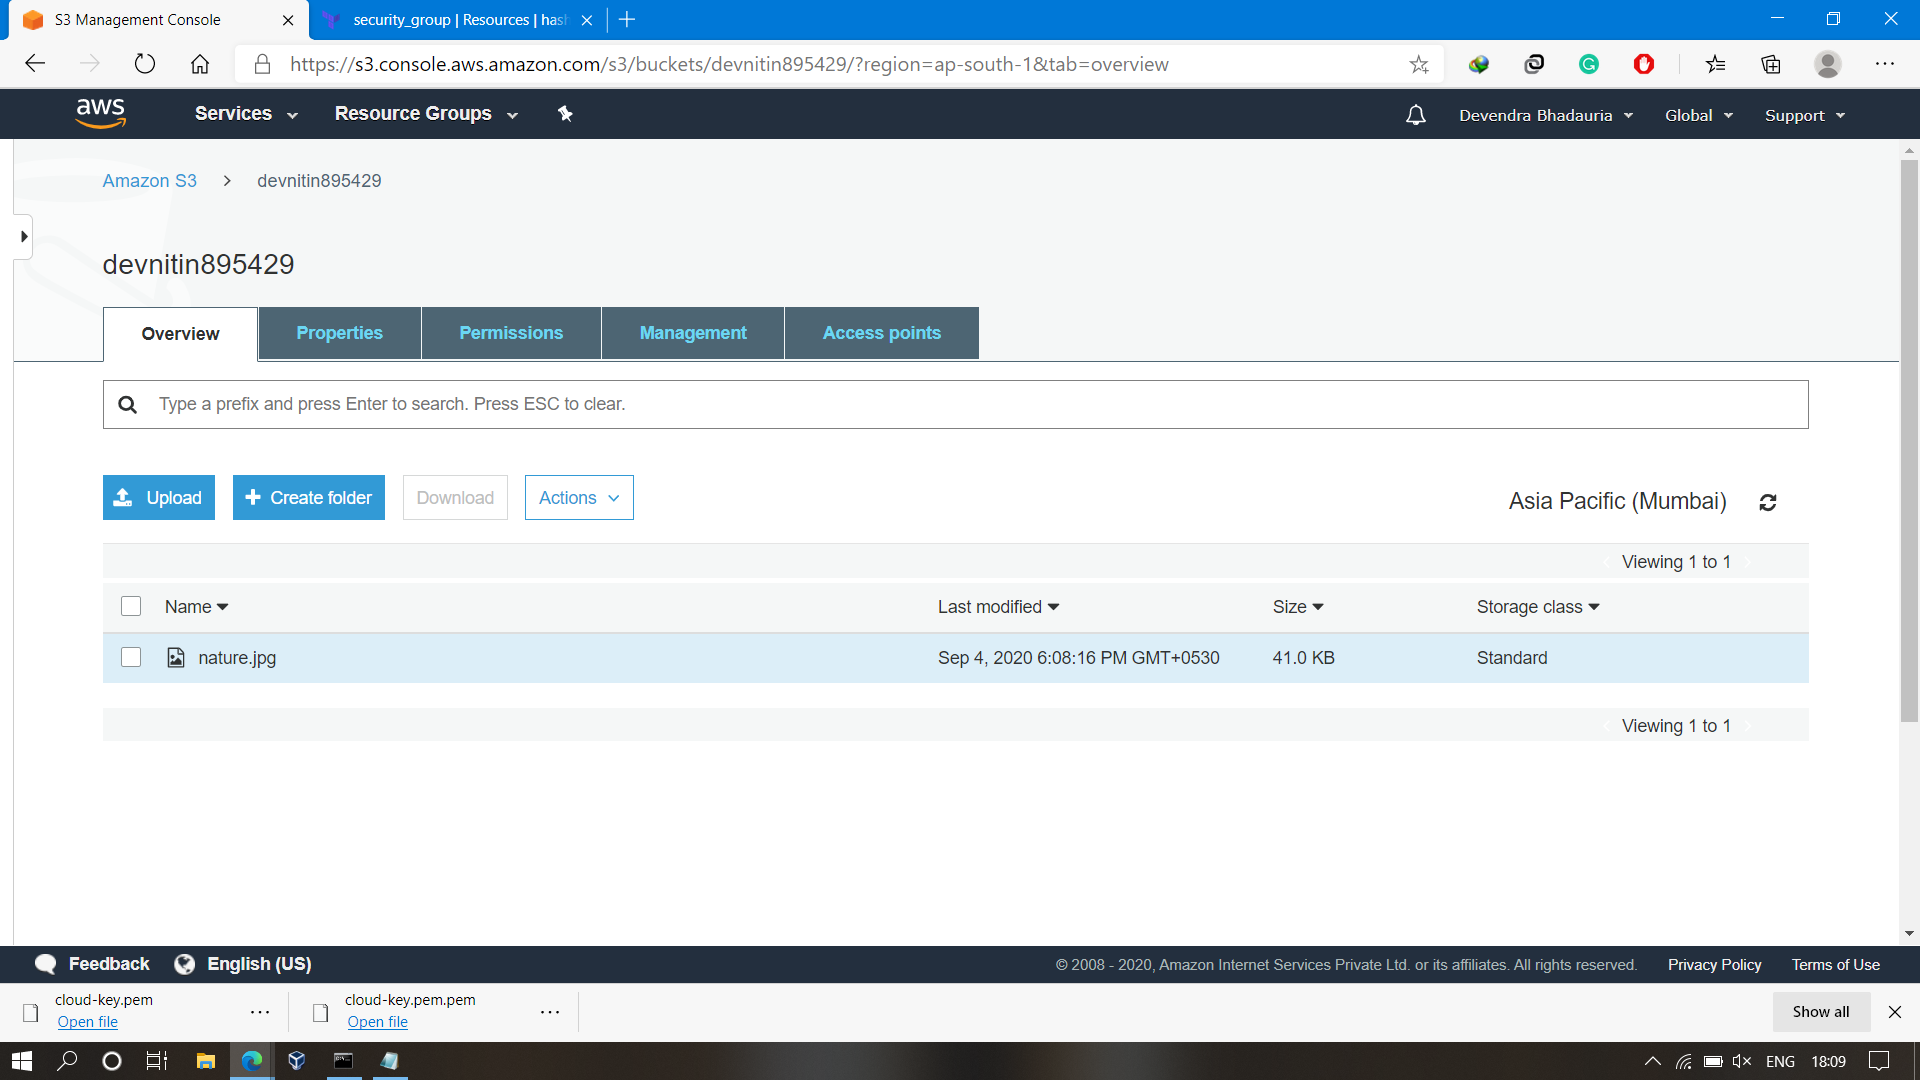 S3 Management Console
security_group | Resources | hash
https://s3.console.aws.amazon.com/s3/buckets/devnitin895429/?region=ap-south-1&tab=overview
aws
Services
Resource Groups
Devendra Bhadauria
Global
Support
Amazon S3 > devnitin895429
devnitin895429
Overview
Properties
Permissions
Management
Access points
Type a prefix and press Enter to search. Press ESC to clear.
Upload
+ Create folder
Download
Actions
Asia Pacific (Mumbai)
Viewing 1 to 1
Name
Last modified
Size
Storage class
nature.jpg
Sep 4, 2020 6:08:16 PM GMT+0530
41.0 KB
Standard
Viewing 1 to 1
Feedback
English (US)
© 2008 - 2020, Amazon Internet Services Private Ltd. or its affiliates. All rights reserved.
Privacy Policy
Terms of Use
cloud-key.pem
Open file
cloud-key.pem.pem
Open file
Show all
ENG
18:09